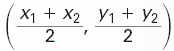 (x₁ + x₂ / 2, y₁ + y₂ / 2)